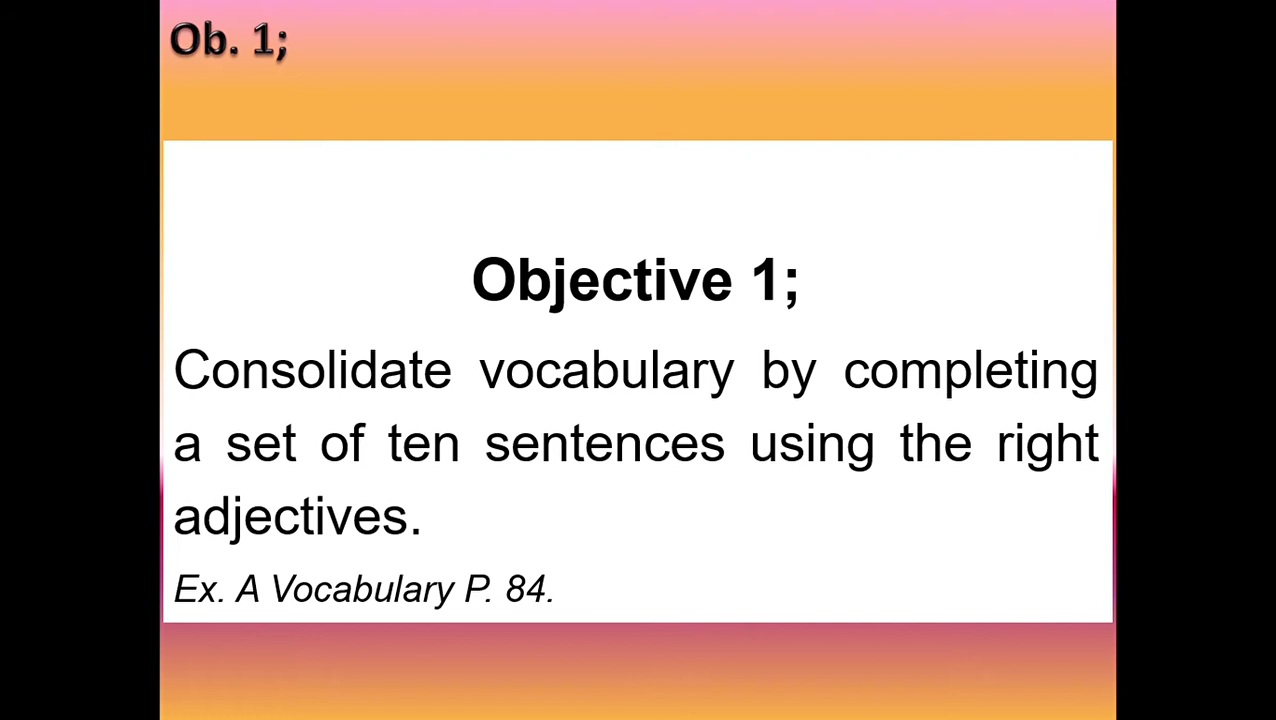 Ob. 1;
Objective 1;
Consolidate vocabulary by completing
a set of ten sentences using the right
adjectives.
Ex. A Vocabulary P. 84.